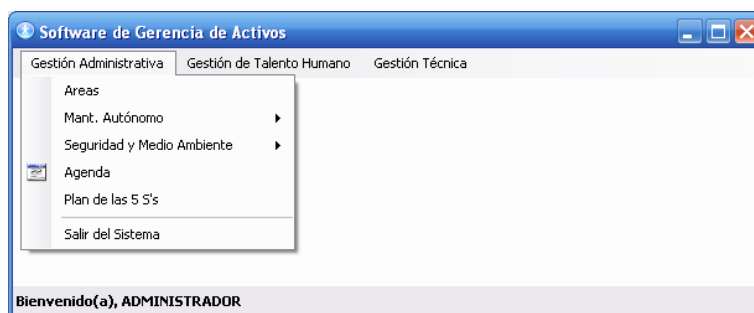 Software de Gerencia de Activos
Gestión Administrativa Gestión de Talento Humano Gestión Técnica
Areas
Mant. Autónomo
Seguridad y Medio Ambiente
Agenda
Plan de las 5 S's
Salir del Sistema
Bienvenido(a), ADMINISTRADOR